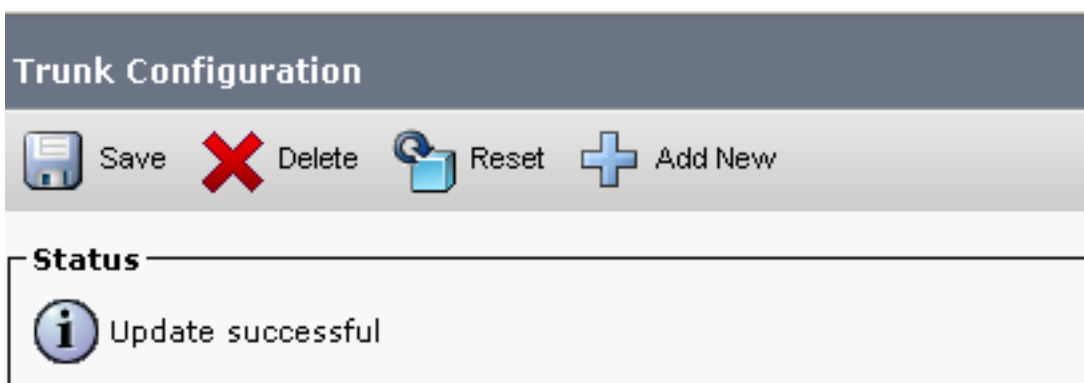 Trunk Configuration
Save Delete Reset Add New
Status
Update successful